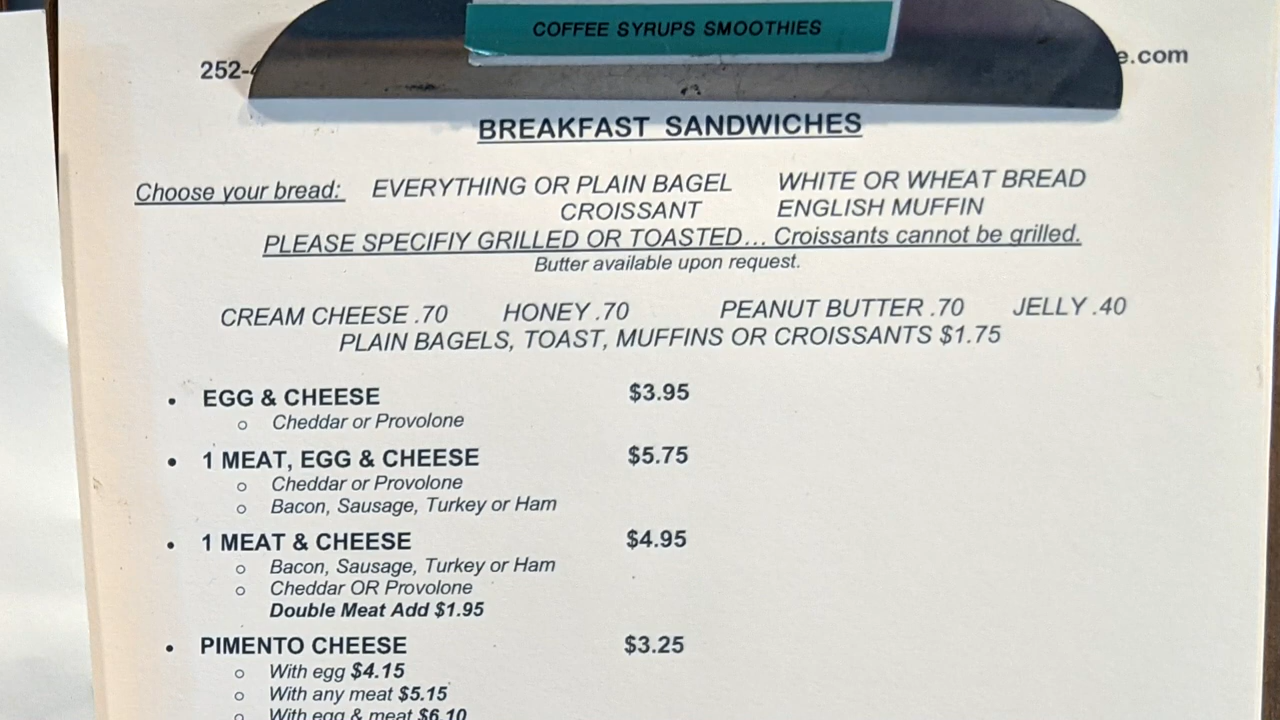 COFFEE SYRUPS SMOOTHIES
252-
e.com
BREAKFAST SANDWICHES
Choose your bread: EVERYTHING OR PLAIN BAGEL WHITE OR WHEAT BREAD
CROISSANT ENGLISH MUFFIN
PLEASE SPECIFIY GRILLED OR TOASTED... Croissants cannot be grilled.
Butter available upon request.
CREAM CHEESE .70 HONEY .70 PEANUT BUTTER .70 JELLY .40
PLAIN BAGELS, TOAST, MUFFINS OR CROISSANTS $1.75
• EGG & CHEESE $3.95
o Cheddar or Provolone
• 1 MEAT, EGG & CHEESE $5.75
o Cheddar or Provolone
o Bacon, Sausage, Turkey or Ham
• 1 MEAT & CHEESE $4.95
o Bacon, Sausage, Turkey or Ham
o Cheddar OR Provolone
Double Meat Add $1.95
• PIMENTO CHEESE $3.25
o With egg $4.15
o With any meat $5.15
o With egg & meat $6.10